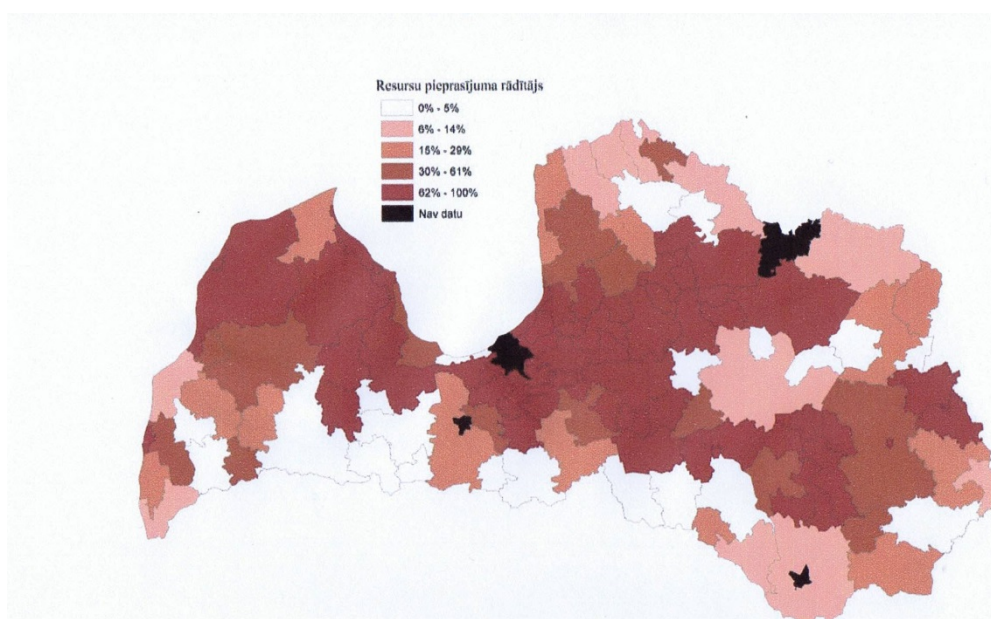 Resursu pieprasījuma rādītājs
0% - 5%
6% - 14%
15% - 29%
30% - 61%
62% - 100%
Nav datu